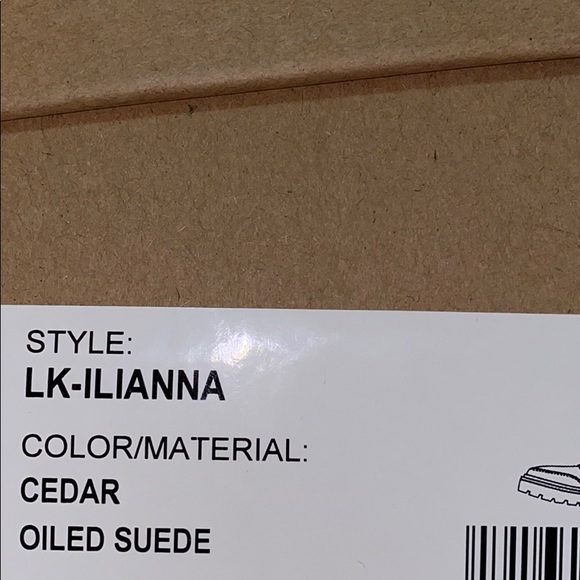 STYLE:
LK-ILIANNA
COLOR/MATERIAL:
CEDAR
OILED SUEDE